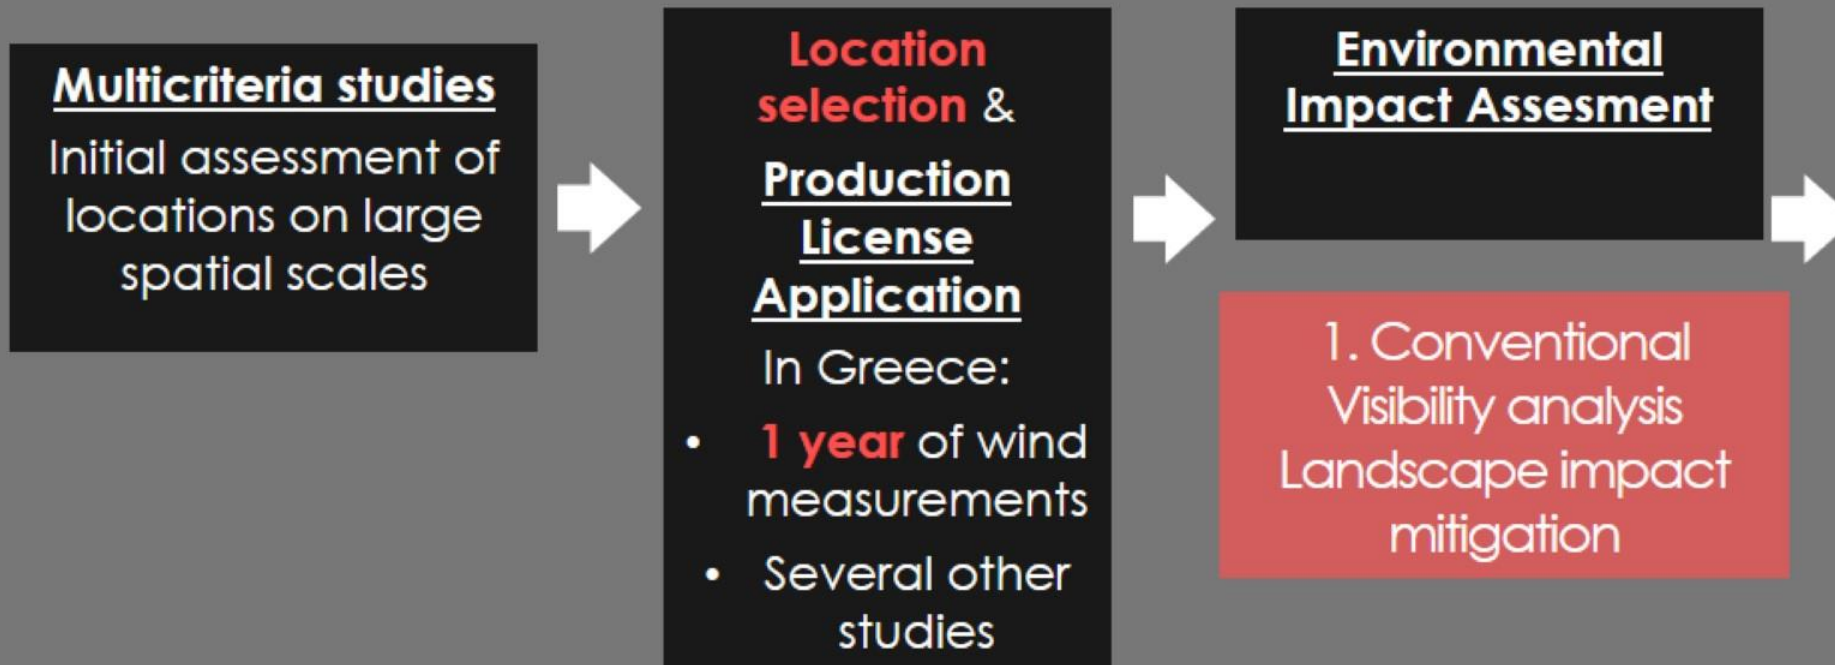 Multicriteria studies
Initial assessment of
locations on large
spatial scales
Location
selection &
Production
License
Application
In Greece:
• 1 year of wind
measurements
• Several other
studies
Environmental
Impact Assesment
1. Conventional
Visibility analysis
Landscape impact
mitigation